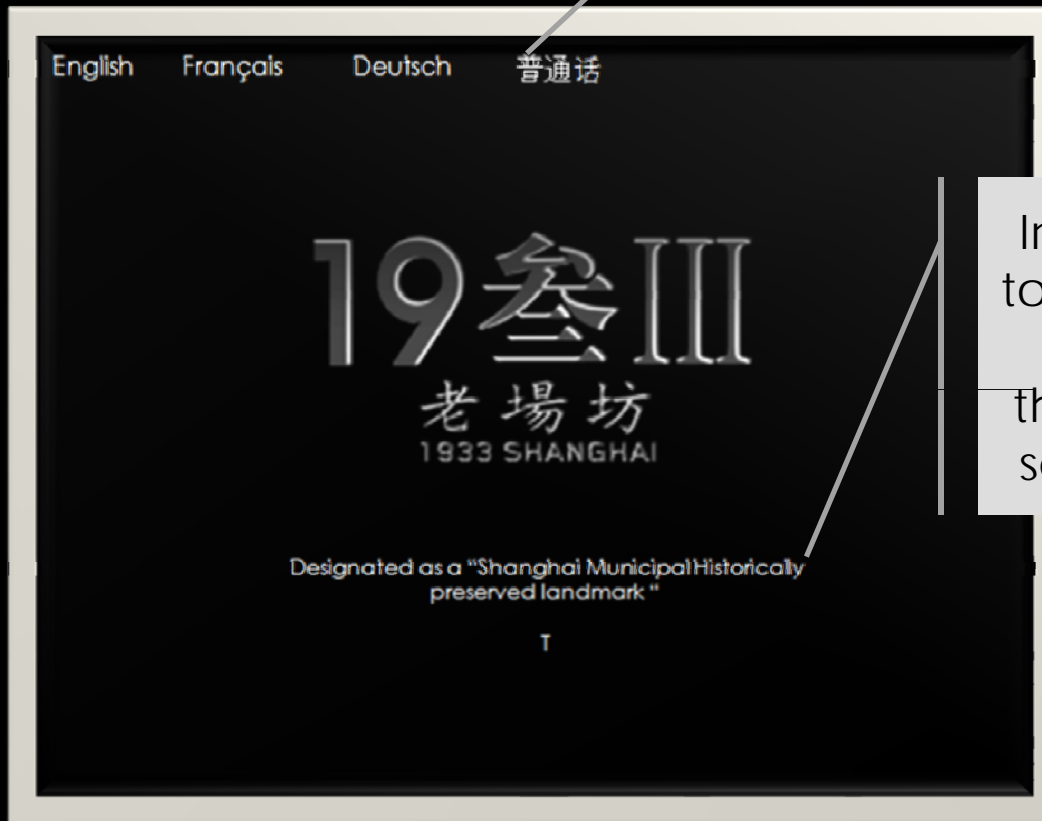 English Français Deutsch 普通话
19叁III
老場坊
1933 SHANGHAI
Designated as a "Shanghai Municipal Historically
preserved landmark "
T
to